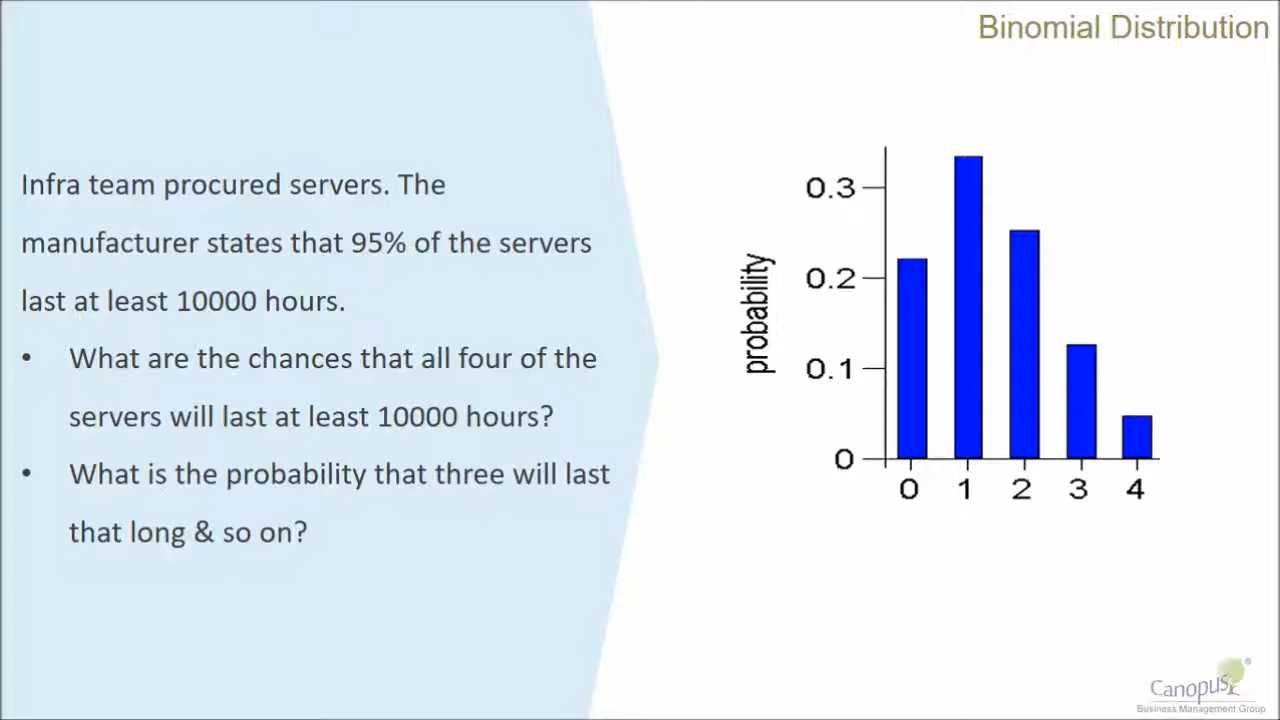 Binomial Distribution
Infra team procured servers. The
manufacturer states that 95% of the servers
last at least 10000 hours.
• What are the chances that all four of the
servers will last at least 10000 hours?
• What is the probability that three will last
that long & so on?
probability
0.3
0.2
0.1
0
0 1 2 3 4
Canopus®
Business Management Group